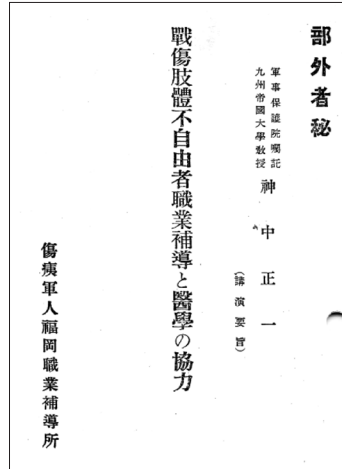 部外者秘
軍事保護院嘱託
九州帝國大學敎授
神中正一
(講演要旨)
戰傷肢體不自由者職業補導と醫學の協力
傷痍軍人福岡職業補導所